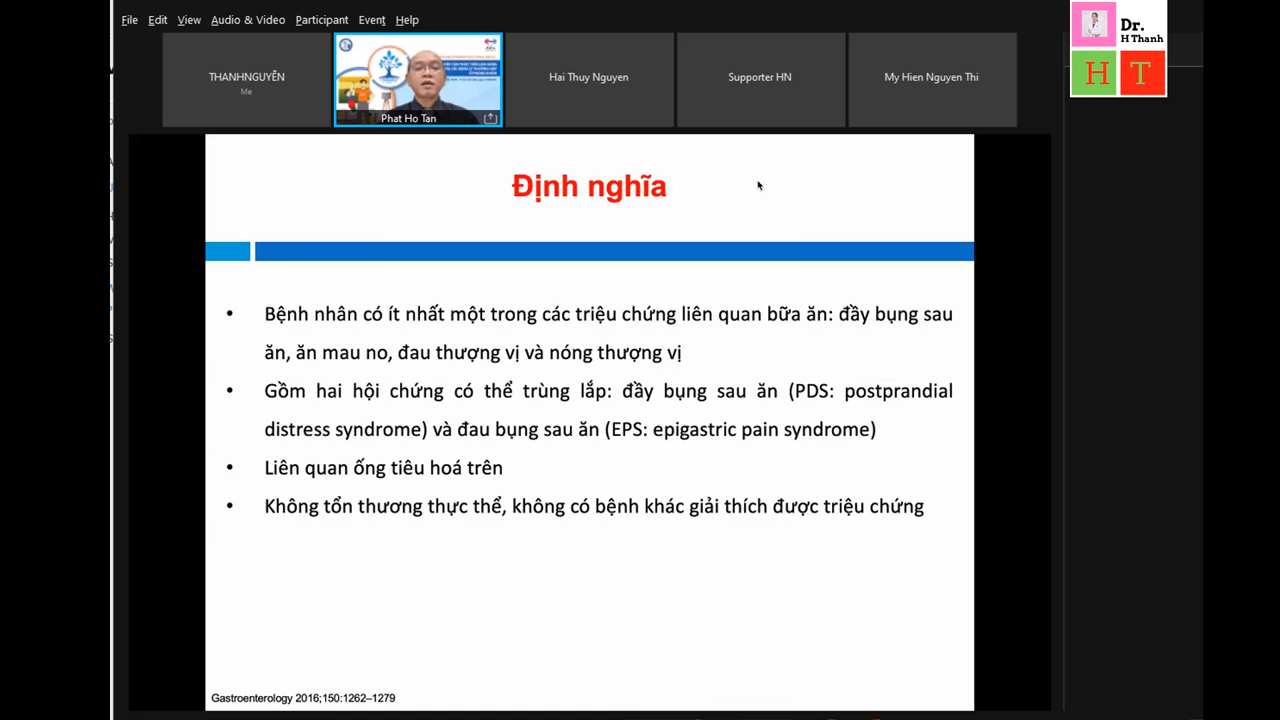 File Edit View Audio & Video Participant Event Help
Dr.
H Thanh
H T
THANHNGUYỄN
Me
Phat Ho Tan
Hai Thuy Nguyen
Supporter HN
My Hien Nguyen Thi
Định nghĩa
• Bệnh nhân có ít nhất một trong các triệu chứng liên quan bữa ăn: đầy bụng sau
ăn, ăn mau no, đau thượng vị và nóng thượng vị
• Gồm hai hội chứng có thể trùng lắp: đầy bụng sau ăn (PDS: postprandial
distress syndrome) và đau bụng sau ăn (EPS: epigastric pain syndrome)
• Liên quan ống tiêu hoá trên
• Không tổn thương thực thể, không có bệnh khác giải thích được triệu chứng
Gastroenterology 2016;150:1262–1279